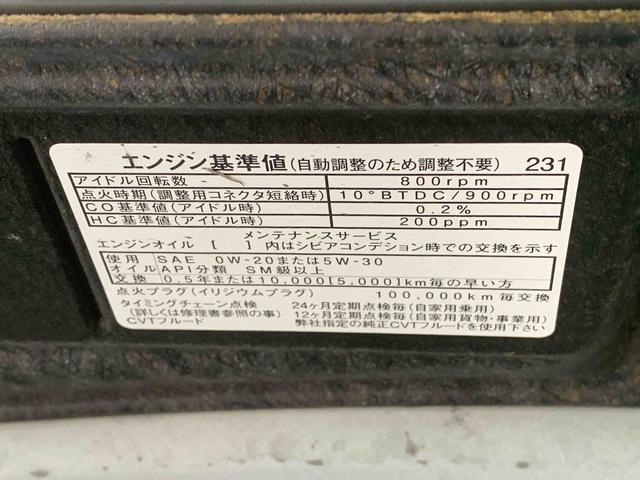 エンジン基準値(自動調整のため調整不要) 231
アイドル回転数 800rpm
点火時期(調整用コネクタ短絡時) 10°BTDC/900rpm
CO基準値(アイドル時) 0.2%
HC基準値(アイドル時) 200ppm
メンテナンスサービス
エンジンオイル [ ] 内はシビアコンデション時での交換を示す
使用 SAE 0W-20または5W-30
オイル API分類 SM級以上
交換 0.5年または10,000[5,000]km毎の早い方
点火プラグ(イリジウムプラグ) 100,000km毎交換
タイミングチェーン点検 24ヶ月定期点検毎(自家用乗用)
(詳しくは修理書参照の事) 12ヶ月定期点検毎(自家用貨物・事業用)
CVTフルード 弊社指定の純正CVTフルードを使用下さい